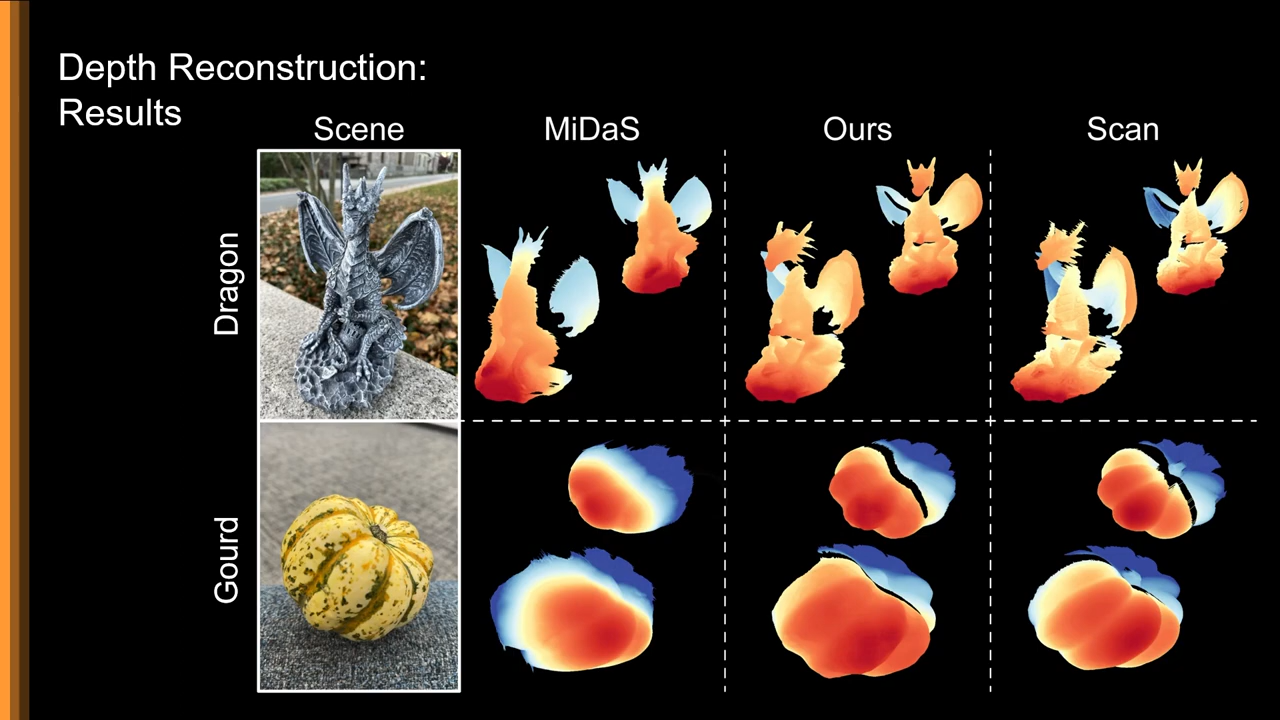 Depth Reconstruction:
Results
Scene
MiDaS
Ours
Scan
Dragon
Gourd